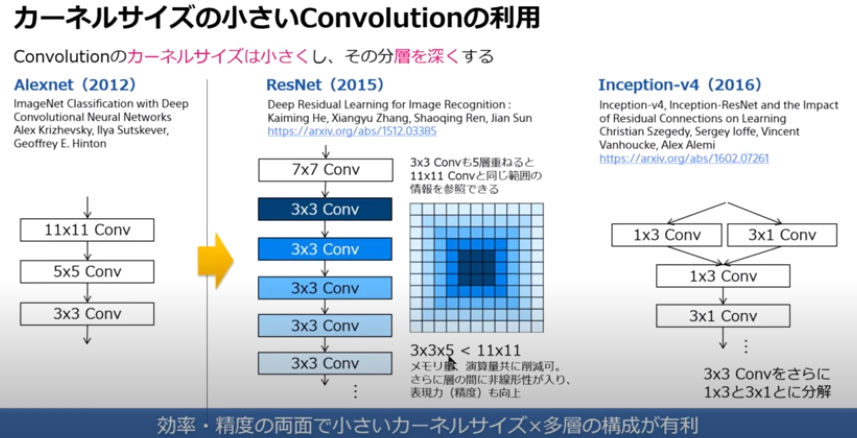 カーネルサイズの小さいConvolutionの利用
Convolutionのカーネルサイズは小さくし、その分層を深くする
Alexnet（2012）
ImageNet Classification with Deep
Convolutional Neural Networks
Alex Krizhevsky, Ilya Sutskever,
Geoffrey E. Hinton
11x11 Conv
5x5 Conv
3x3 Conv
ResNet（2015）
Deep Residual Learning for Image Recognition :
Kaiming He, Xiangyu Zhang, Shaoqing Ren, Jian Sun
https://arxiv.org/abs/1512.03385
7x7 Conv
3x3 Conv
3x3 Conv
3x3 Conv
3x3 Conv
3x3 Conv
3x3 Convも5層重ねると
11x11 Convと同じ範囲の
情報を参照できる
3x3x5 < 11x11
メモリ量、演算量共に削減可。
さらに層の間に非線形性が入り、
表現力（精度）も向上
Inception-v4（2016）
Inception-v4, Inception-ResNet and the Impact
of Residual Connections on Learning
Christian Szegedy, Sergey Ioffe, Vincent
Vanhoucke, Alex Alemi
https://arxiv.org/abs/1602.07261
1x3 Conv
3x1 Conv
1x3 Conv
3x1 Conv
3x3 Convをさらに
1x3と3x1とに分解
効率・精度の両面で小さいカーネルサイズ×多層の構成が有利